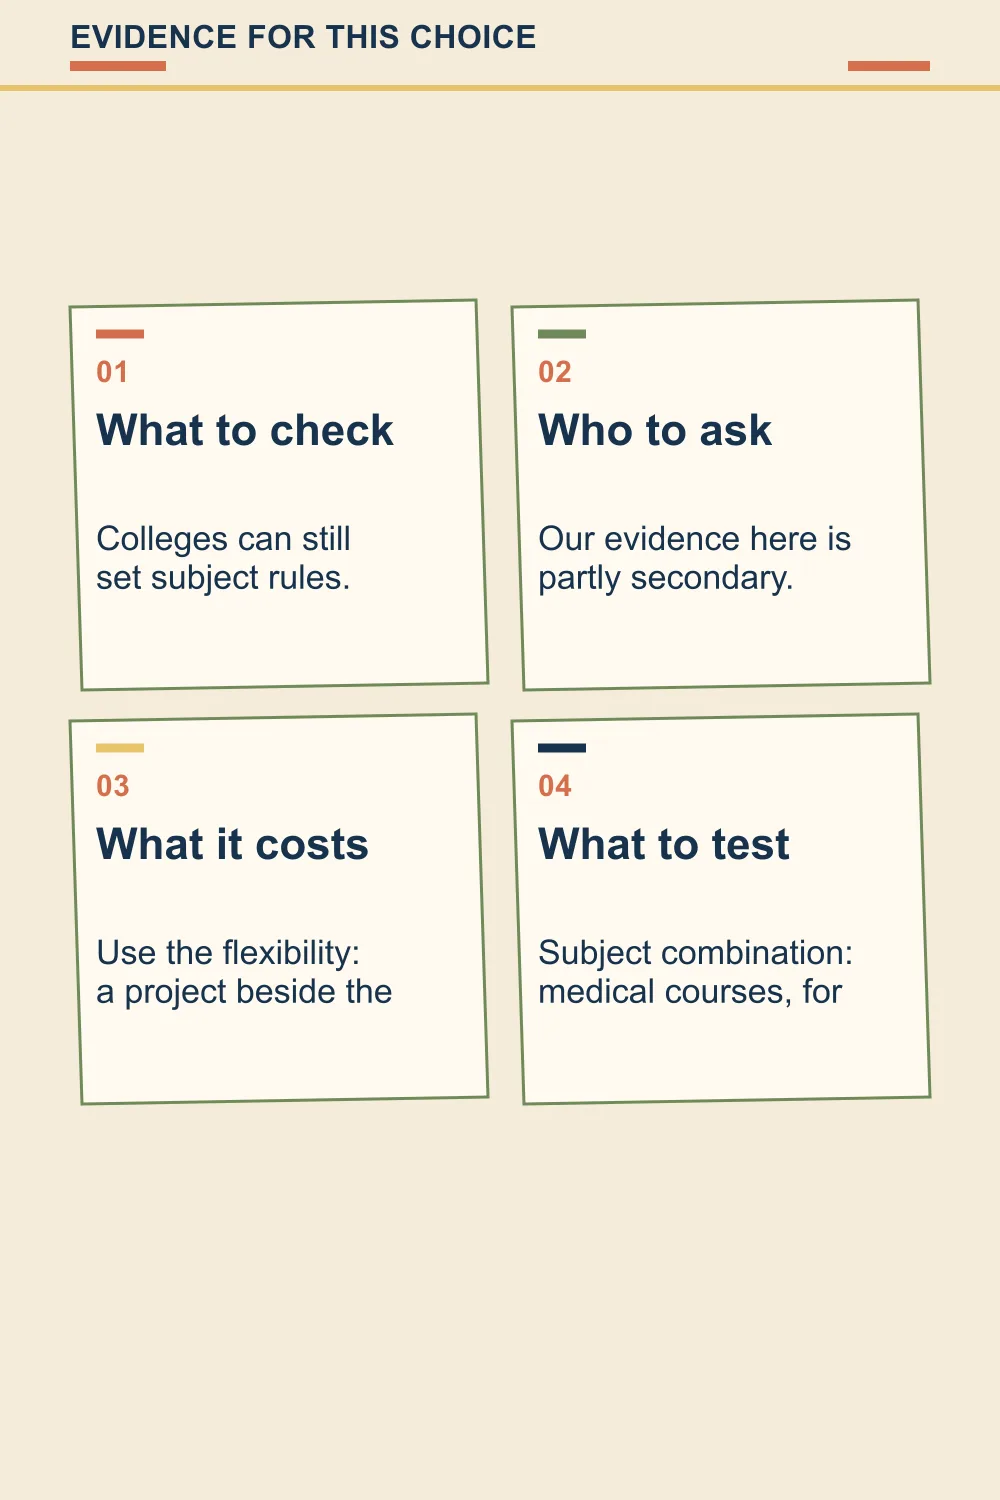 EVIDENCE FOR THIS CHOICE
01
What to check
Colleges can still
set subject rules.
02
Who to ask
Our evidence here is
partly secondary.
03
What it costs
Use the flexibility:
a project beside the
04
What to test
Subject combination:
medical courses, for